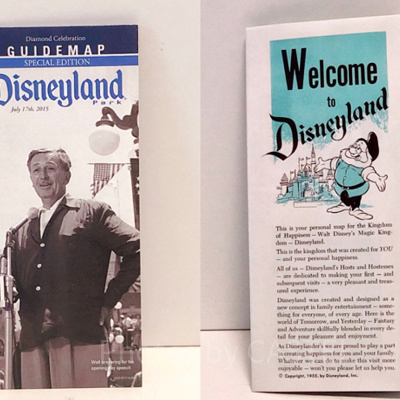 Diamond Celebration
GUIDEMAP
SPECIAL EDITION
Disneyland
Park
July 17th, 2015
Walt preparing for his
opening day speech
Welcome
to
Disneyland
This is your personal map for the Kingdom
of Happiness — Walt Disney's Magic King-
dom — Disneyland.
This is the kingdom that was created for YOU
— and your personal happiness.
All of us — Disneyland's Hosts and Hostesses
— are dedicated to making your first — and
subsequent visits — a very pleasant and treas-
ured experience.
Disneyland was created and designed as a
new concept in family entertainment — some-
thing for everyone, of every age. Here is the
world of Tomorrow, and Yesterday — Fantasy
and Adventure skillfully blended in every de-
tail for your pleasure and enjoyment.
As Disneylander's we are proud to play a part
in creating happiness for you and your family.
Whatever we can do to make this visit more
enjoyable — won't you please let us help you.
© Copyright, 1955, by Disneyland, Inc.